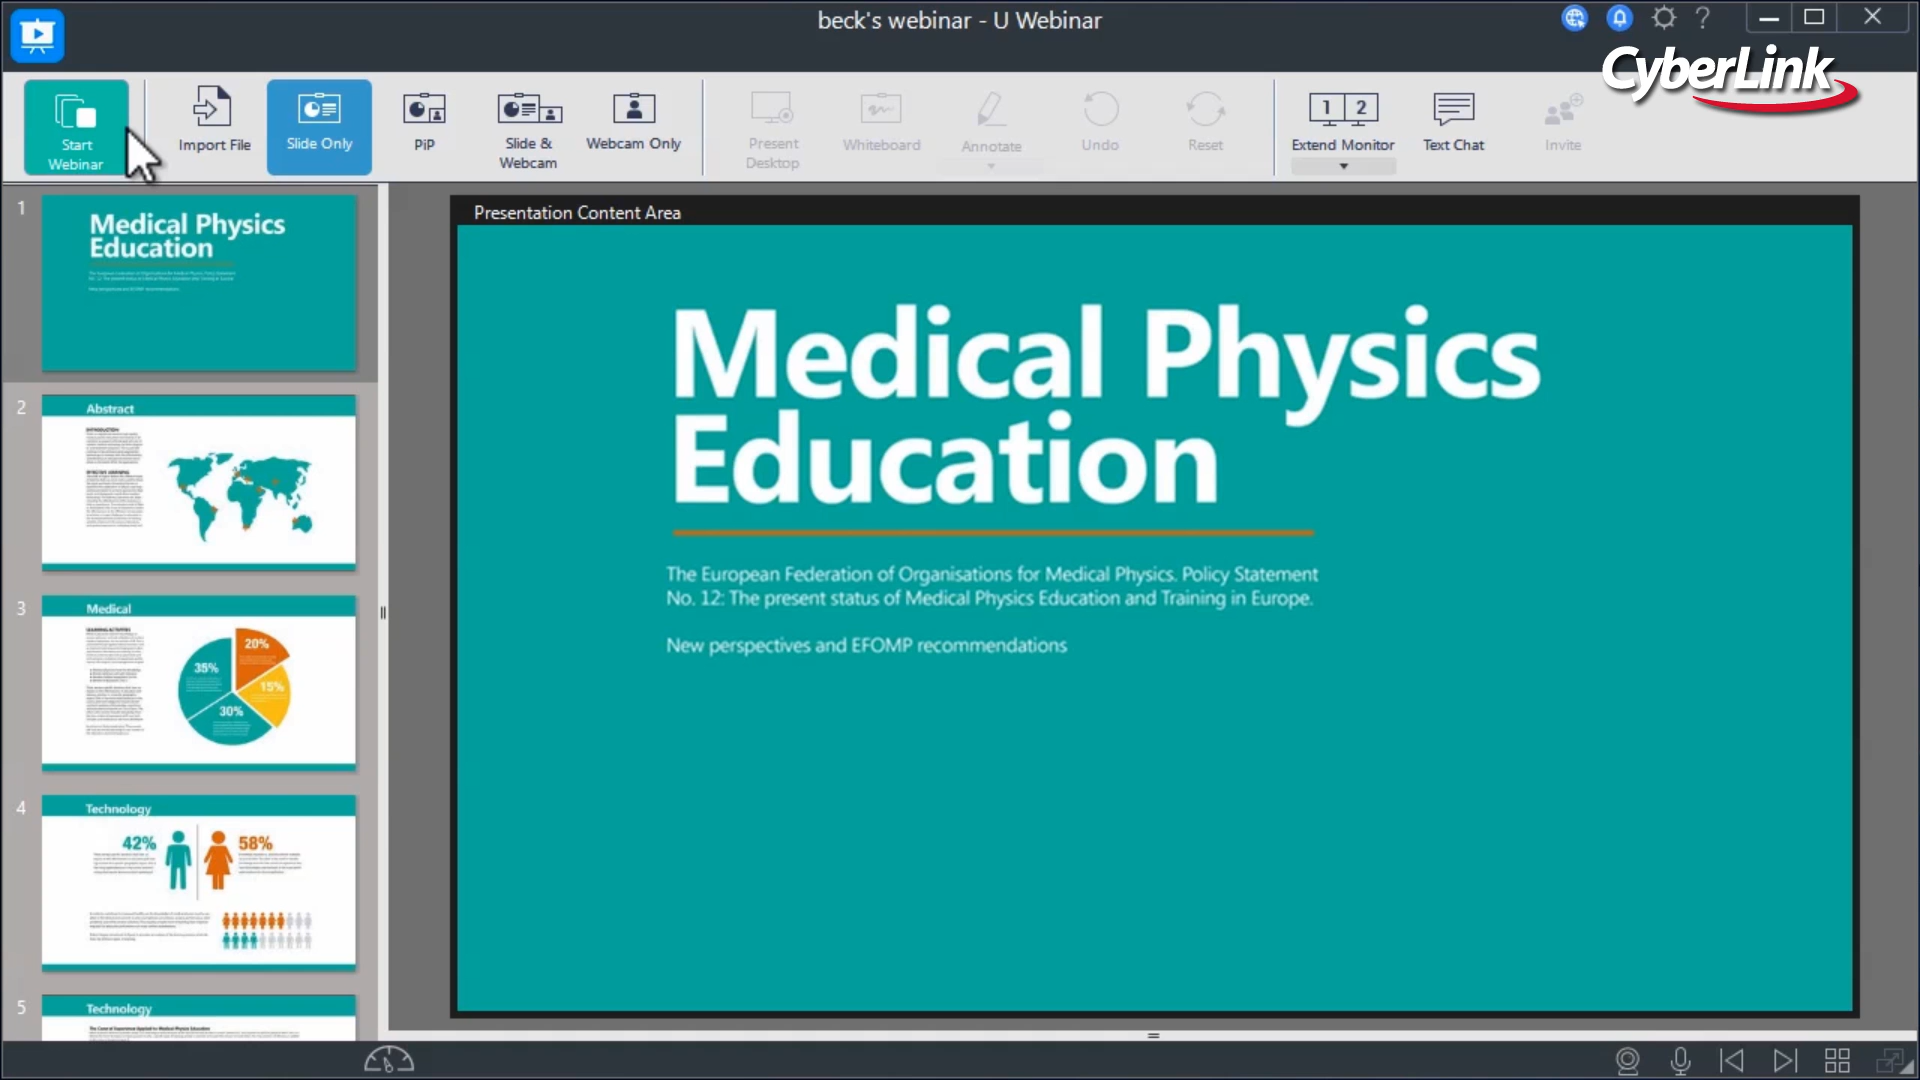 beck's webinar - U Webinar
CyberLink
Start
Webinar
Import File
Slide Only
PiP
Slide &
Webcam
Webcam Only
Present
Desktop
Whiteboard
Annotate
Undo
Reset
1 2
Extend Monitor
Text Chat
Invite
1
Medical Physics
Education
2
Abstract
INTRODUCTION
3
Medical
LEARNING ACTIVITIES
20%
35%
15%
30%
4
Technology
42%
58%
5
Technology
Presentation Content Area
Medical Physics
Education
The European Federation of Organisations for Medical Physics. Policy Statement
No. 12: The present status of Medical Physics Education and Training in Europe.
New perspectives and EFOMP recommendations